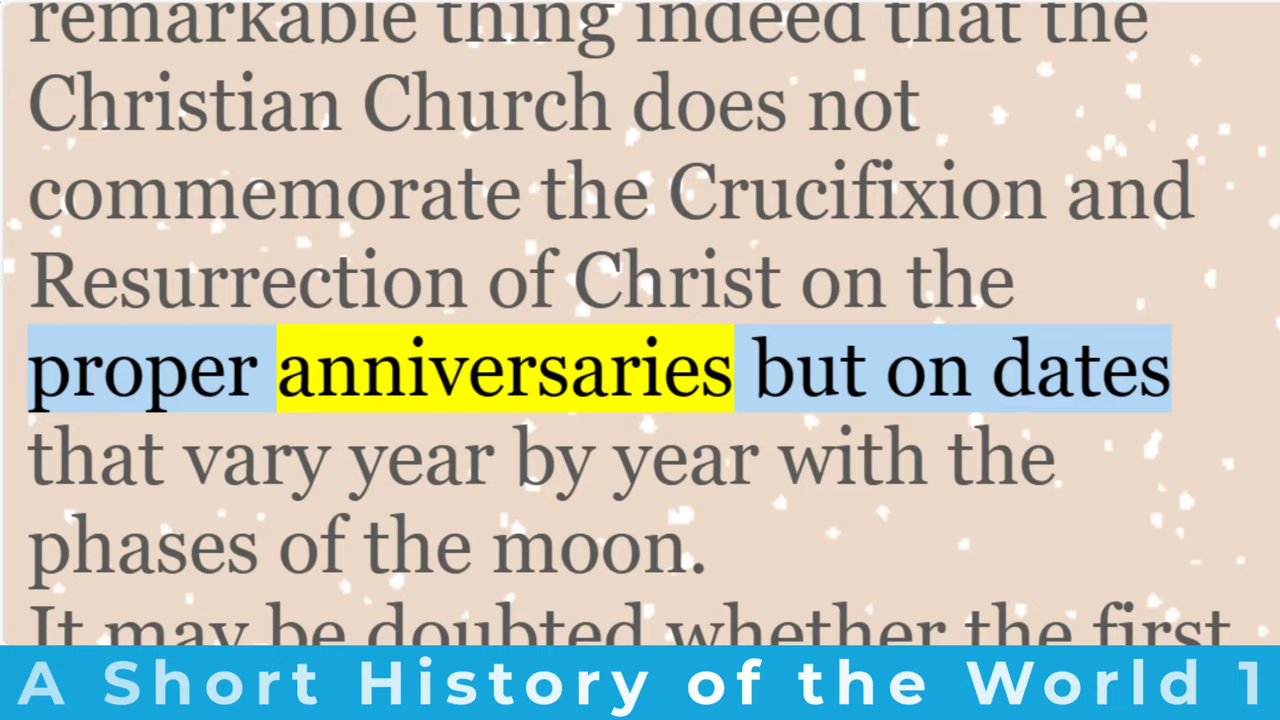 remarkable thing indeed that the
Christian Church does not
commemorate the Crucifixion and
Resurrection of Christ on the
proper anniversaries but on dates
that vary year by year with the
phases of the moon.
It may be doubted whether the first
A Short History of the World 1